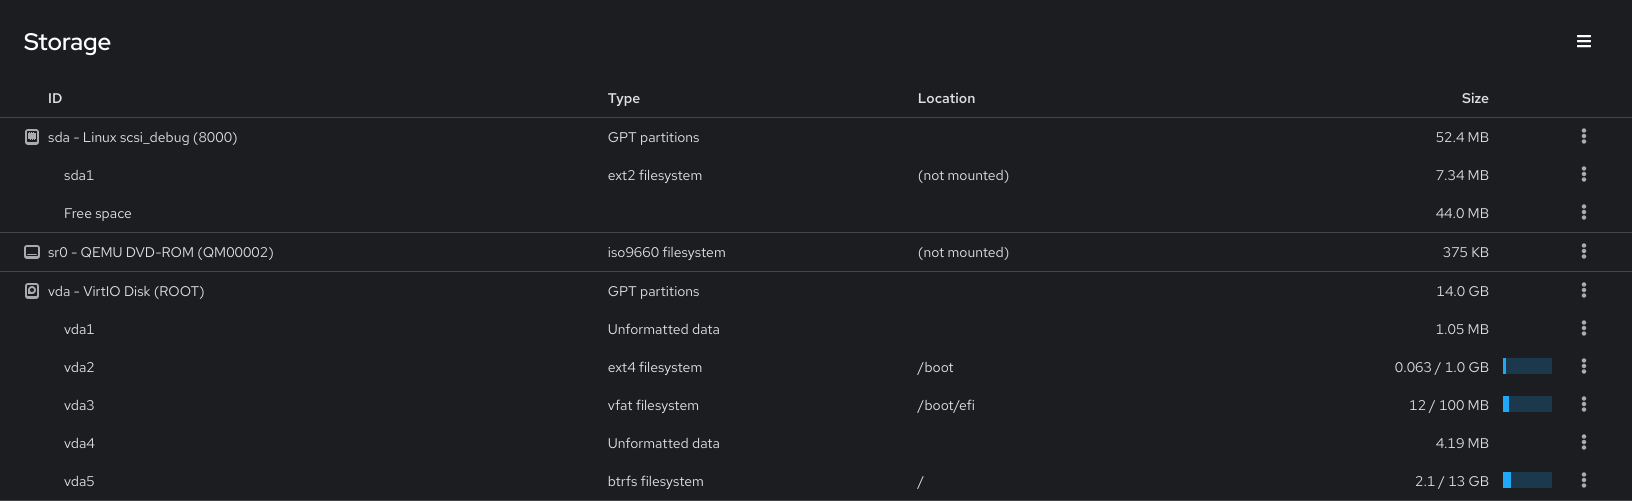 Storage
ID Type Location Size
sda - Linux scsi_debug (8000) GPT partitions 52.4 MB
sda1 ext2 filesystem (not mounted) 7.34 MB
Free space 44.0 MB
sr0 - QEMU DVD-ROM (QM00002) iso9660 filesystem (not mounted) 375 KB
vda - VirtIO Disk (ROOT) GPT partitions 14.0 GB
vda1 Unformatted data 1.05 MB
vda2 ext4 filesystem /boot 0.063 / 1.0 GB
vda3 vfat filesystem /boot/efi 12 / 100 MB
vda4 Unformatted data 4.19 MB
vda5 btrfs filesystem / 2.1 / 13 GB